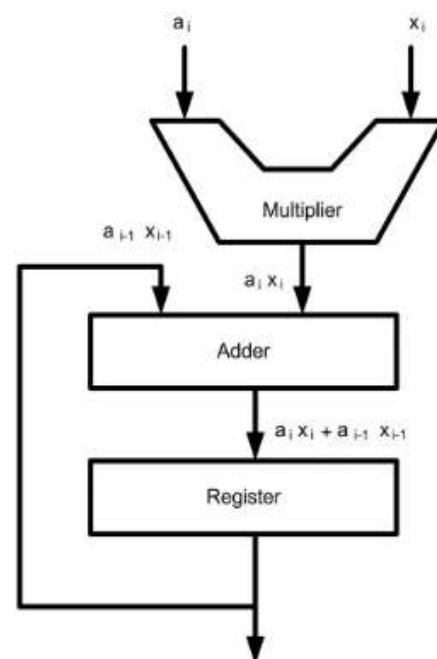 a i x i
Multiplier
a i-1 x i-1
a i x i
Adder
a i x i + a i-1 x i-1
Register